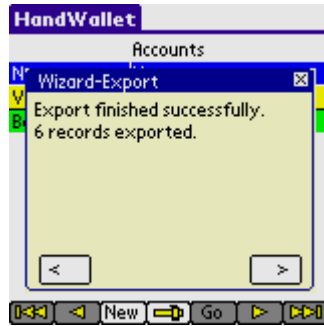 HandWallet
Accounts
Wizard-Export
Export finished successfully.
6 records exported.
<
>
New
Go